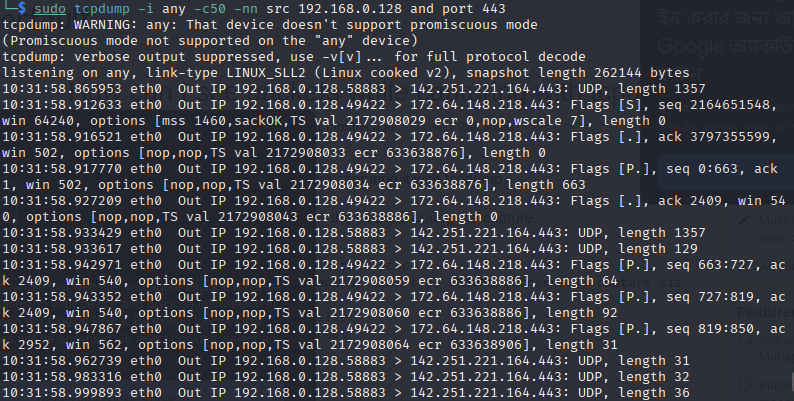 └─$ sudo tcpdump -i any -c50 -nn src 192.168.0.128 and port 443
tcpdump: WARNING: any: That device doesn't support promiscuous mode
(Promiscuous mode not supported on the "any" device)
tcpdump: verbose output suppressed, use -v[v]... for full protocol decode
listening on any, link-type LINUX_SLL2 (Linux cooked v2), snapshot length 262144 bytes
10:31:58.865953 eth0  Out IP 192.168.0.128.58883 > 142.251.221.164.443: UDP, length 1357
10:31:58.912633 eth0  Out IP 192.168.0.128.49422 > 172.64.148.218.443: Flags [S], seq 2164651548,
win 64240, options [mss 1460,sackOK,TS val 2172908029 ecr 0,nop,wscale 7], length 0
10:31:58.916521 eth0  Out IP 192.168.0.128.49422 > 172.64.148.218.443: Flags [.], ack 3797355599,
win 502, options [nop,nop,TS val 2172908033 ecr 633638876], length 0
10:31:58.917770 eth0  Out IP 192.168.0.128.49422 > 172.64.148.218.443: Flags [P.], seq 0:663, ack
1, win 502, options [nop,nop,TS val 2172908034 ecr 633638876], length 663
10:31:58.927209 eth0  Out IP 192.168.0.128.49422 > 172.64.148.218.443: Flags [.], ack 2409, win 54
0, options [nop,nop,TS val 2172908043 ecr 633638886], length 0
10:31:58.933429 eth0  Out IP 192.168.0.128.58883 > 142.251.221.164.443: UDP, length 1357
10:31:58.933617 eth0  Out IP 192.168.0.128.58883 > 142.251.221.164.443: UDP, length 129
10:31:58.942971 eth0  Out IP 192.168.0.128.49422 > 172.64.148.218.443: Flags [P.], seq 663:727, ac
k 2409, win 540, options [nop,nop,TS val 2172908059 ecr 633638886], length 64
10:31:58.943352 eth0  Out IP 192.168.0.128.49422 > 172.64.148.218.443: Flags [P.], seq 727:819, ac
k 2409, win 540, options [nop,nop,TS val 2172908060 ecr 633638886], length 92
10:31:58.947867 eth0  Out IP 192.168.0.128.49422 > 172.64.148.218.443: Flags [P.], seq 819:850, ac
k 2952, win 562, options [nop,nop,TS val 2172908064 ecr 633638906], length 31
10:31:58.962739 eth0  Out IP 192.168.0.128.58883 > 142.251.221.164.443: UDP, length 31
10:31:58.983316 eth0  Out IP 192.168.0.128.58883 > 142.251.221.164.443: UDP, length 32
10:31:58.999893 eth0  Out IP 192.168.0.128.58883 > 142.251.221.164.443: UDP, length 36
ইন করার জন্য
Google